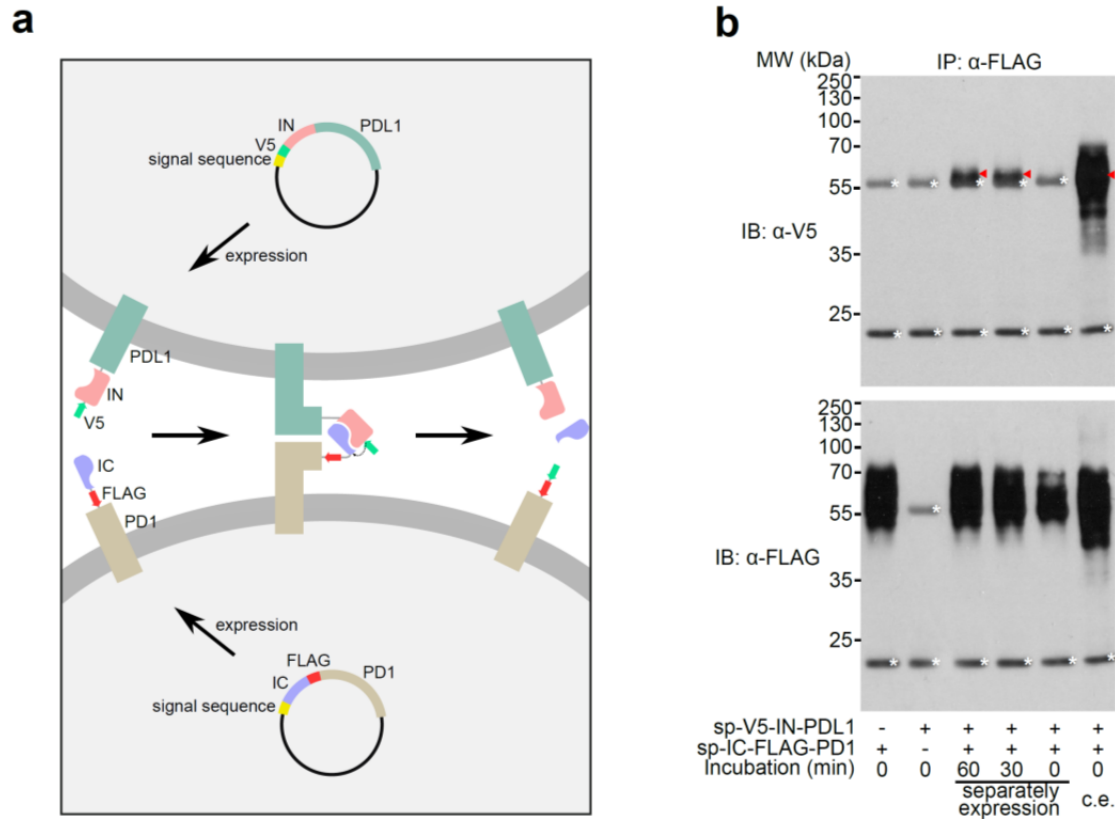 a
IN
PDL1
V5
signal sequence
expression
PDL1
IN
V5
IC
FLAG
PD1
expression
FLAG
PD1
IC
signal sequence
b
MW (kDa)
IP: α-FLAG
250
130
100
70
55
35
25
IB: α-V5
* * * * * *
* * * * * *
250
130
100
70
55
35
25
IB: α-FLAG
*
* * * * * *
sp-V5-IN-PDL1 - + + + + +
sp-IC-FLAG-PD1 + - + + + +
Incubation (min) 0 0 60 30 0 0
separately
expression
c.e.